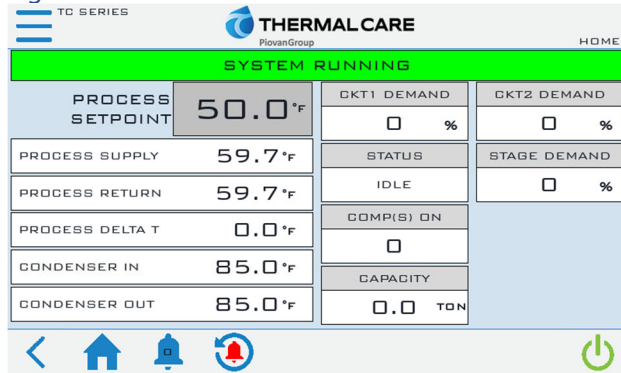 TC SERIES
THERMAL CARE
PiovanGroup
HOME
SYSTEM RUNNING
PROCESS SETPOINT 50.0 °F
PROCESS SUPPLY 59.7 °F
PROCESS RETURN 59.7 °F
PROCESS DELTA T 0.0 °F
CONDENSER IN 85.0 °F
CONDENSER OUT 85.0 °F
CKT1 DEMAND
0 %
STATUS
IDLE
COMP(S) ON
0
CAPACITY
0.0 TON
CKT2 DEMAND
0 %
STAGE DEMAND
0 %
0